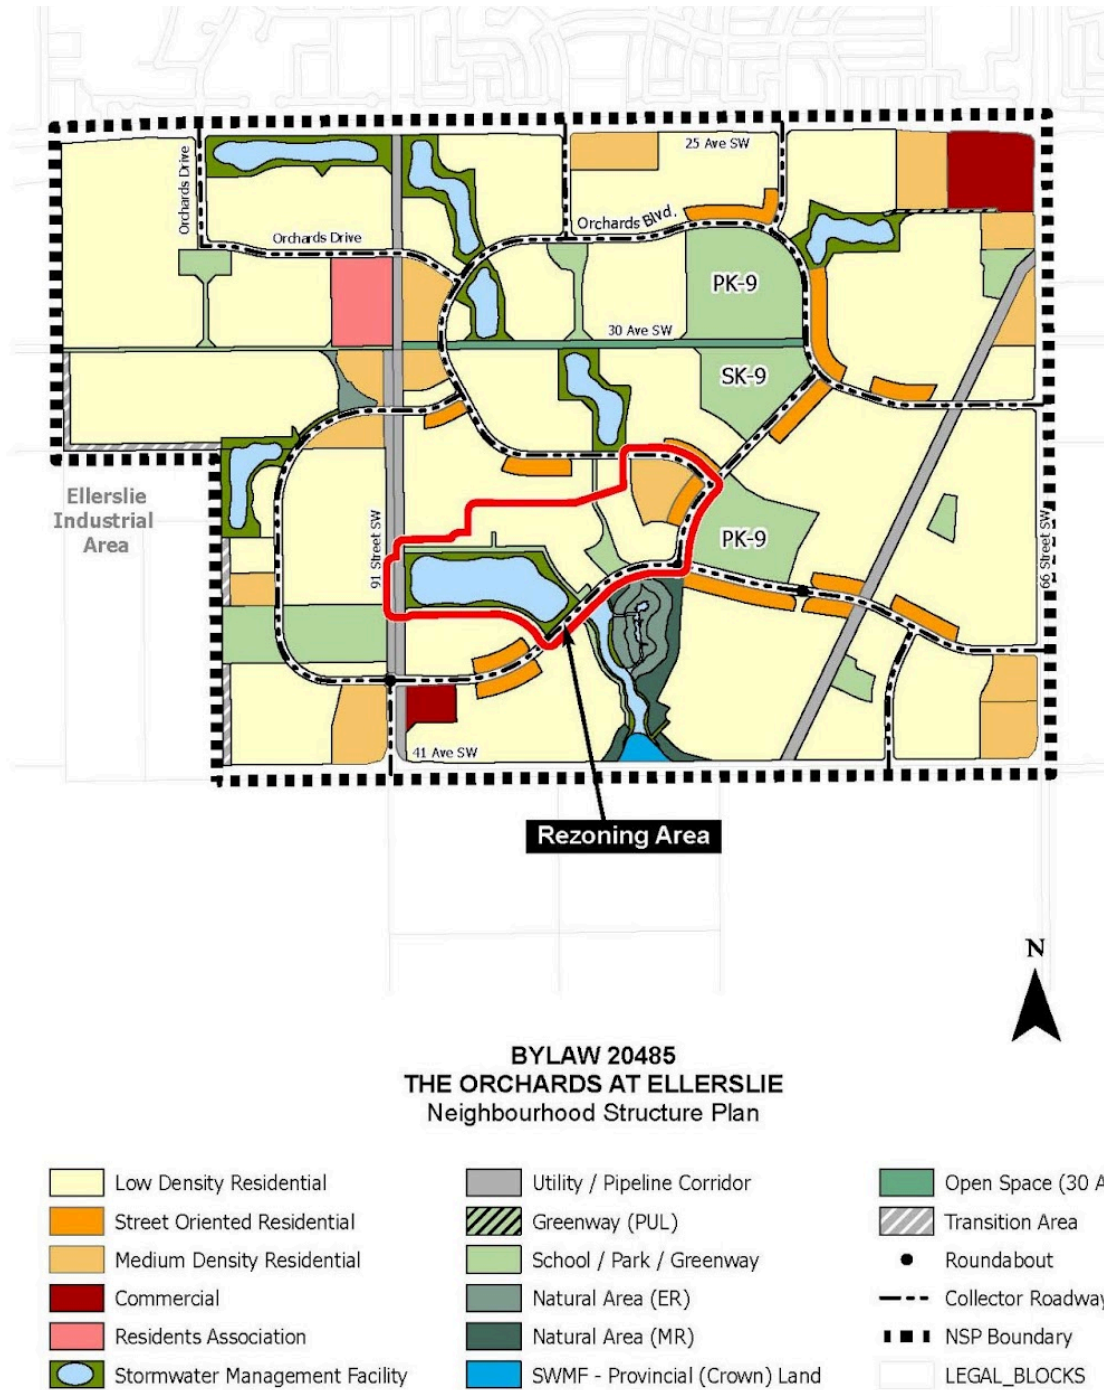 25 Ave SW
Orchards Drive
Orchards Blvd.
Orchards Drive
PK-9
30 Ave SW
SK-9
Ellerslie
Industrial
Area
91 Street SW
PK-9
66 Street SW
41 Ave SW
Rezoning Area
N
BYLAW 20485
THE ORCHARDS AT ELLERSLIE
Neighbourhood Structure Plan
Low Density Residential
Street Oriented Residential
Medium Density Residential
Commercial
Residents Association
Stormwater Management Facility
Utility / Pipeline Corridor
Greenway (PUL)
School / Park / Greenway
Natural Area (ER)
Natural Area (MR)
SWMF - Provincial (Crown) Land
Open Space (30 A
Transition Area
Roundabout
Collector Roadway
NSP Boundary
LEGAL_BLOCKS